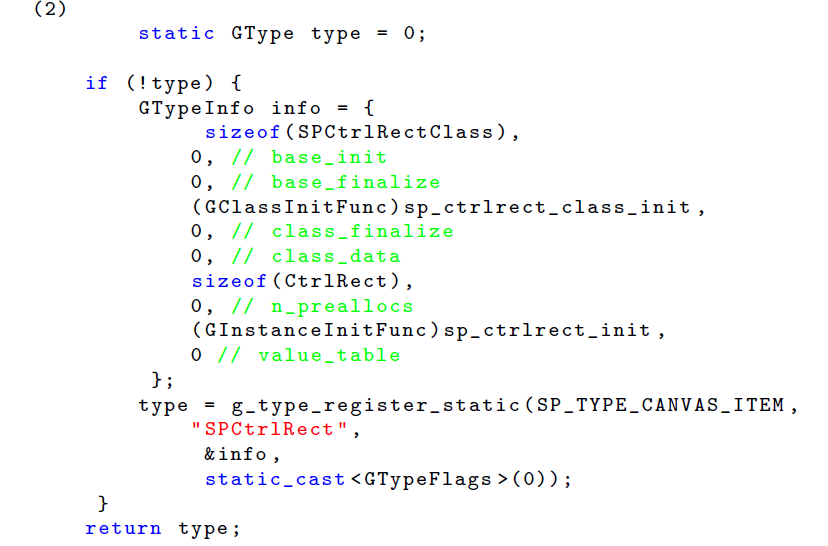 (2)
static GType type = 0;
if (!type) {
GTypeInfo info = {
sizeof(SPCtrlRectClass),
0, // base_init
0, // base_finalize
(GClassInitFunc)sp_ctrlrect_class_init,
0, // class_finalize
0, // class_data
sizeof(CtrlRect),
0, // n_preallocs
(GInstanceInitFunc)sp_ctrlrect_init,
0 // value_table
};
type = g_type_register_static(SP_TYPE_CANVAS_ITEM,
"SPCtrlRect",
&info,
static_cast<GTypeFlags>(0));
}
return type;